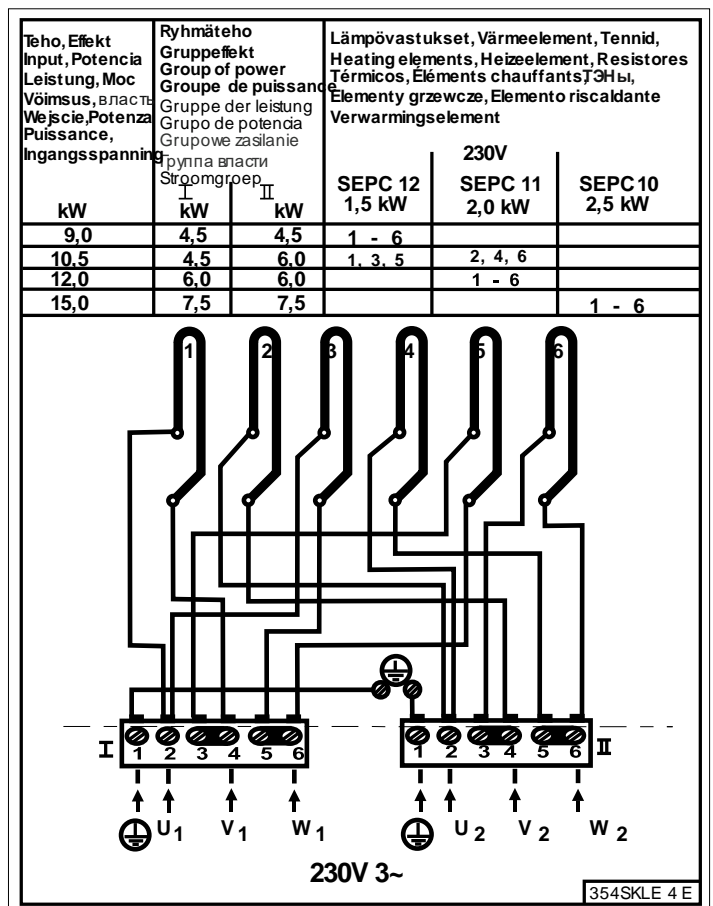 Teho, Effekt
Input, Potencia
Leistung, Moc
Vöimsus, власть
Wejscie,Potenza
Puissance,
Ingangsspanning
kW
Ryhmäteho
Gruppeffekt
Group of power
Groupe de puissance
Gruppe der leistung
Grupo de potencia
Grupowe zasilanie
Группа власти
Stroomgroep
I II
kW kW
Lämpövastukset, Värmeelement, Tennid,
Heating elements, Heizeelement, Resistores
Térmicos, Éléments chauffants,ТЭНы,
Elementy grzewcze, Elemento riscaldante
Verwarmingselement
230V
SEPC 12 SEPC 11 SEPC10
1,5 kW 2,0 kW 2,5 kW
9,0 4,5 4,5 1 - 6
10,5 4,5 6,0 1, 3, 5 2, 4, 6
12,0 6,0 6,0 1 - 6
15,0 7,5 7,5 1 - 6
1 2 3 4 5 6
I 1 2 3 4 5 6 1 2 3 4 5 6 II
U1 V1 W1 U2 V2 W2
230V 3~
354SKLE 4 E